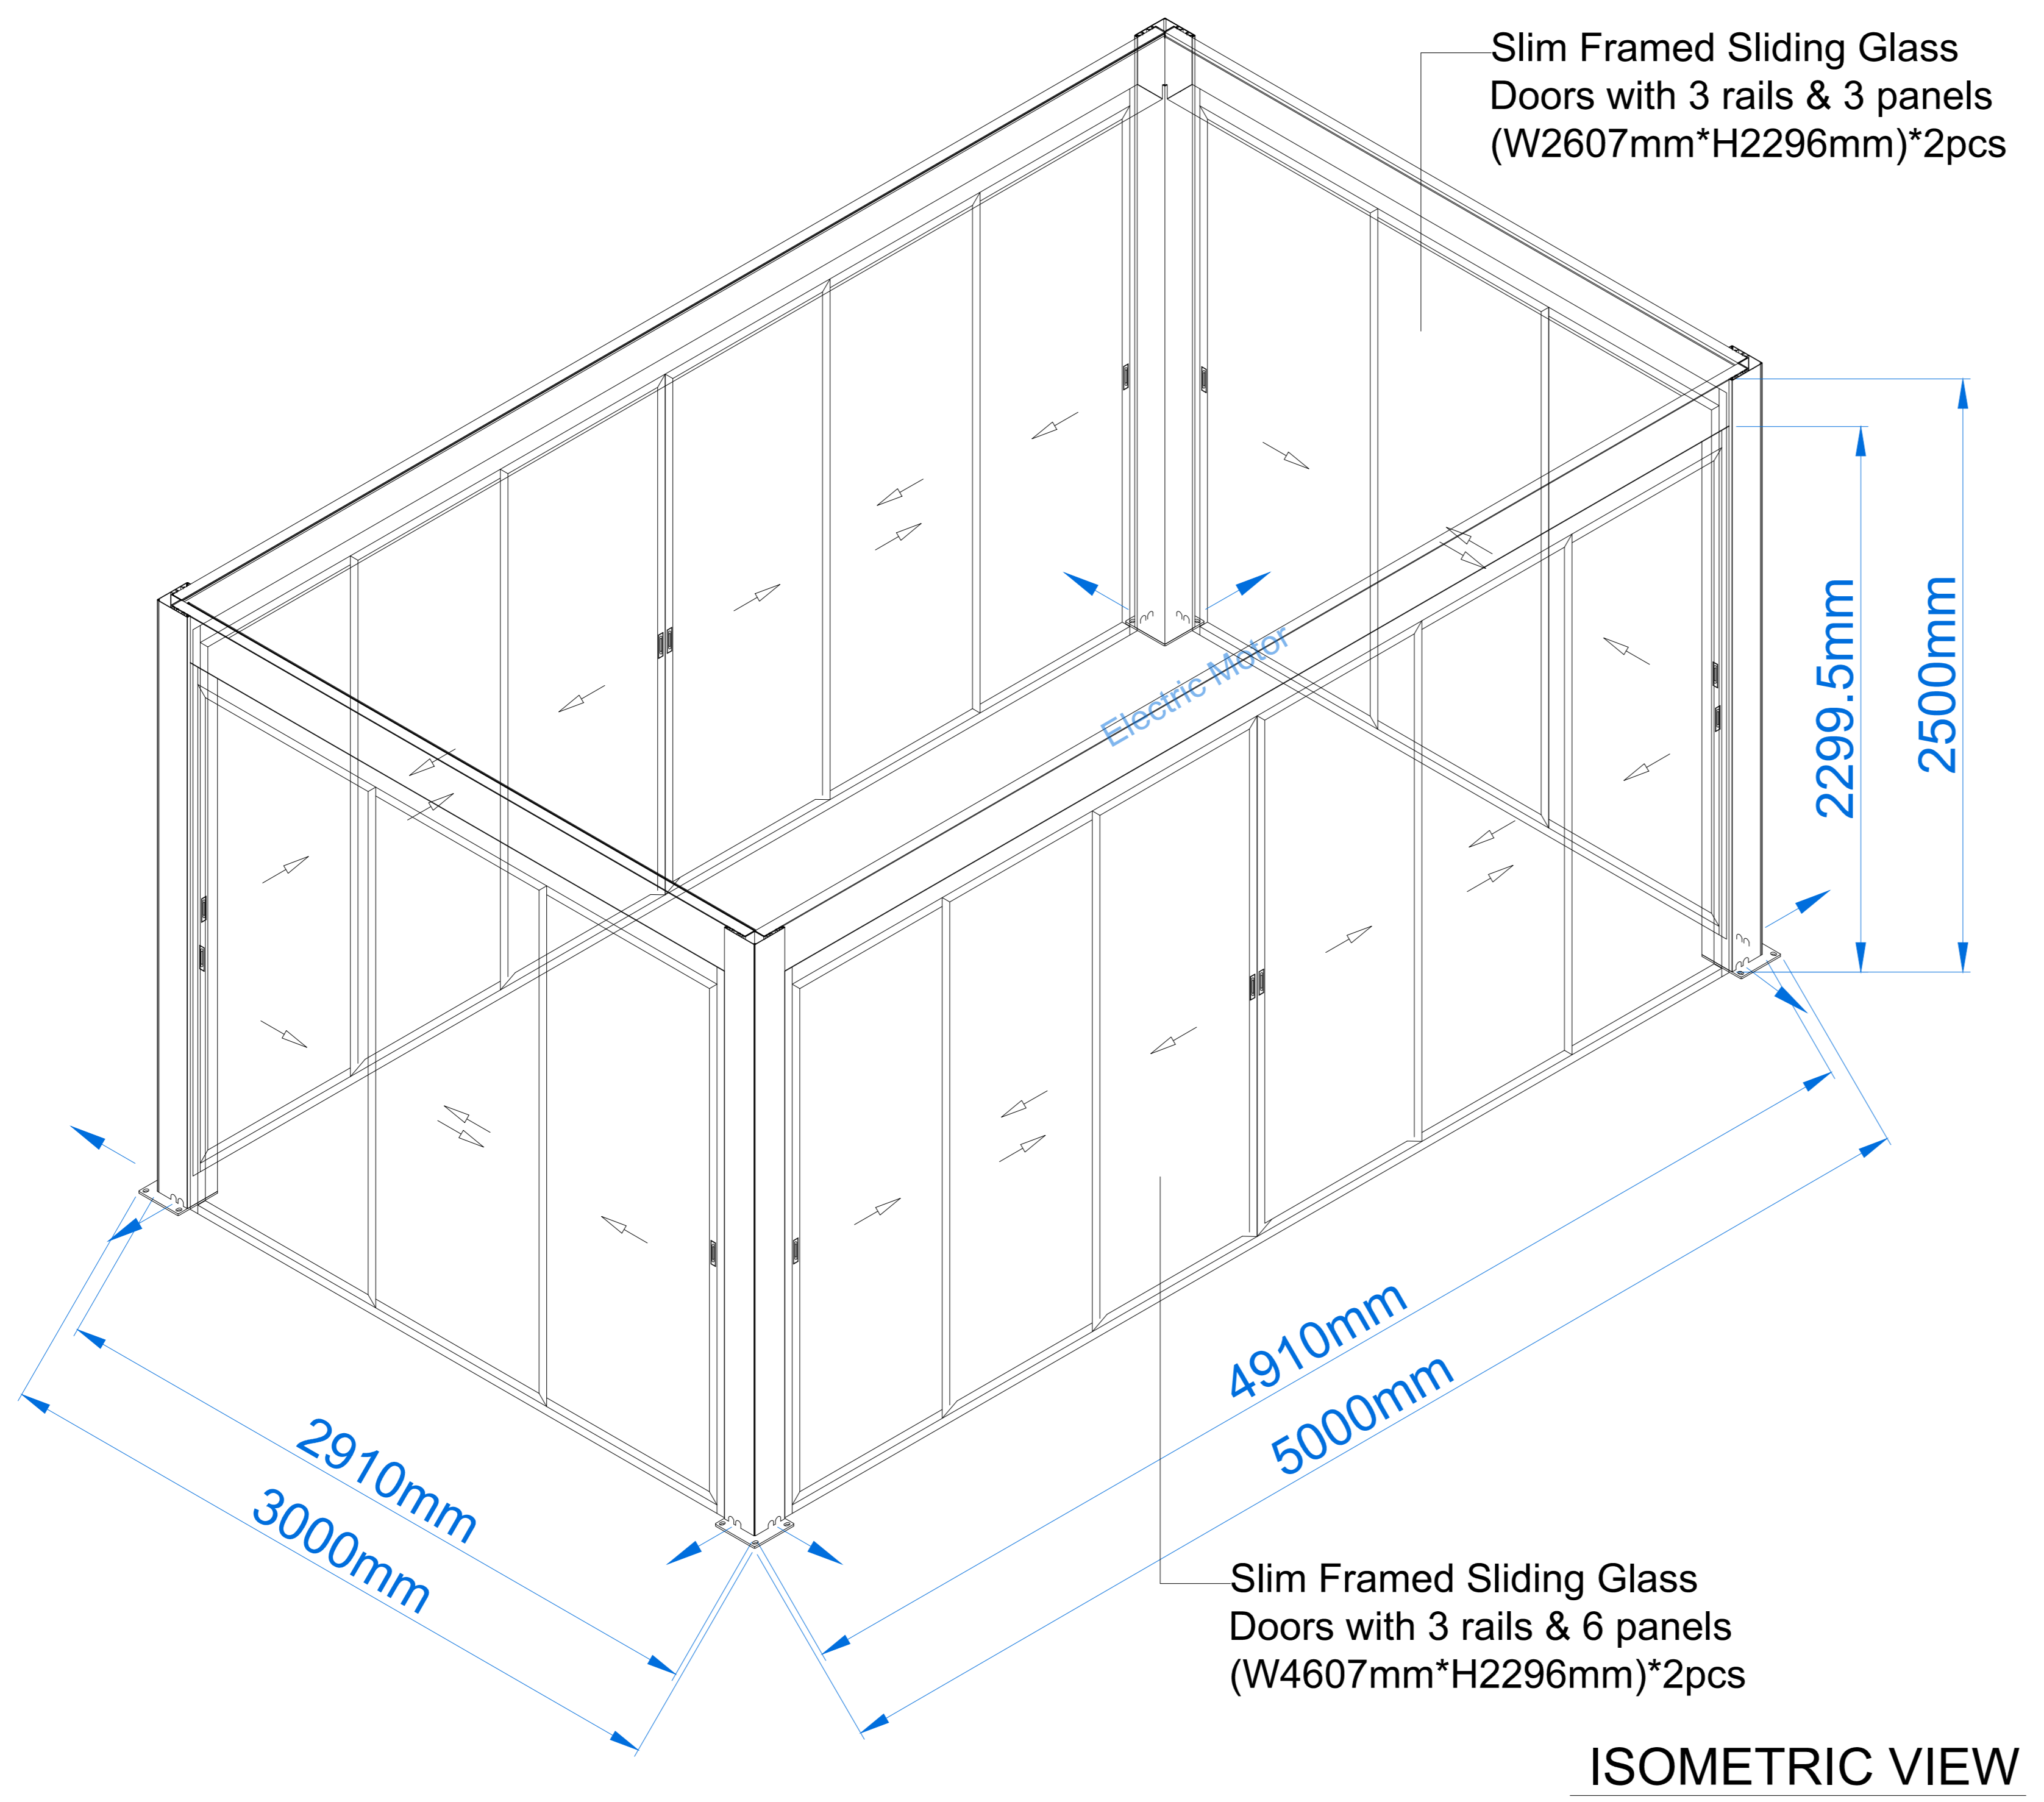 Slim Framed Sliding Glass
Doors with 3 rails & 3 panels
(W2607mm*H2296mm)*2pcs
Electric Motor
2299.5mm
2500mm
4910mm
5000mm
2910mm
3000mm
Slim Framed Sliding Glass
Doors with 3 rails & 6 panels
(W4607mm*H2296mm)*2pcs
ISOMETRIC VIEW